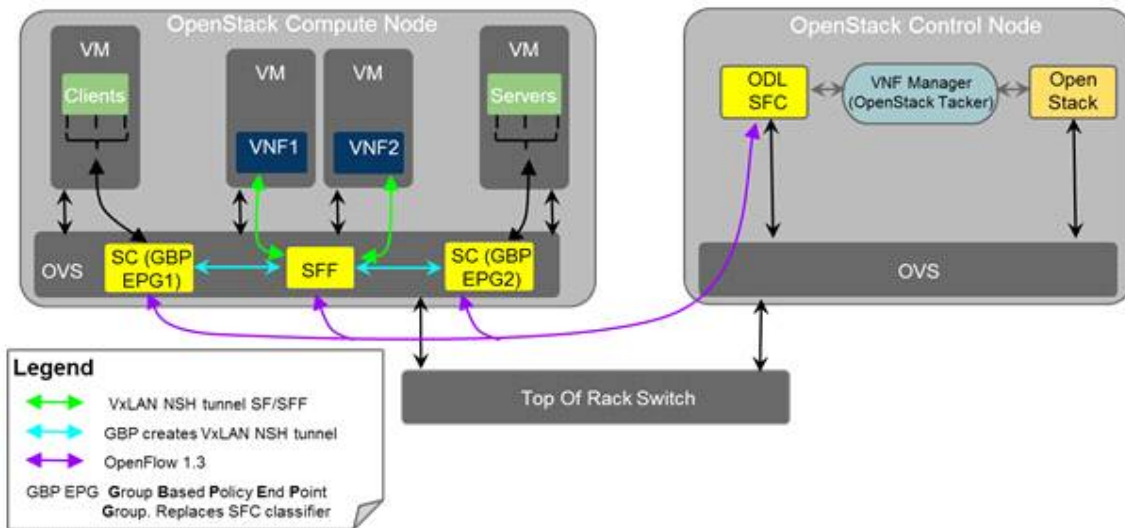 OpenStack Compute Node
VM
Clients
VM
VNF1
VM
VNF2
VM
Servers
OVS
SC (GBP
EPG1)
SFF
SC (GBP
EPG2)
OpenStack Control Node
ODL
SFC
VNF Manager
(OpenStack Tacker)
Open
Stack
OVS
Top Of Rack Switch
Legend
VxLAN NSH tunnel SF/SFF
GBP creates VxLAN NSH tunnel
OpenFlow 1.3
GBP EPG Group Based Policy End Point
Group. Replaces SFC classifier